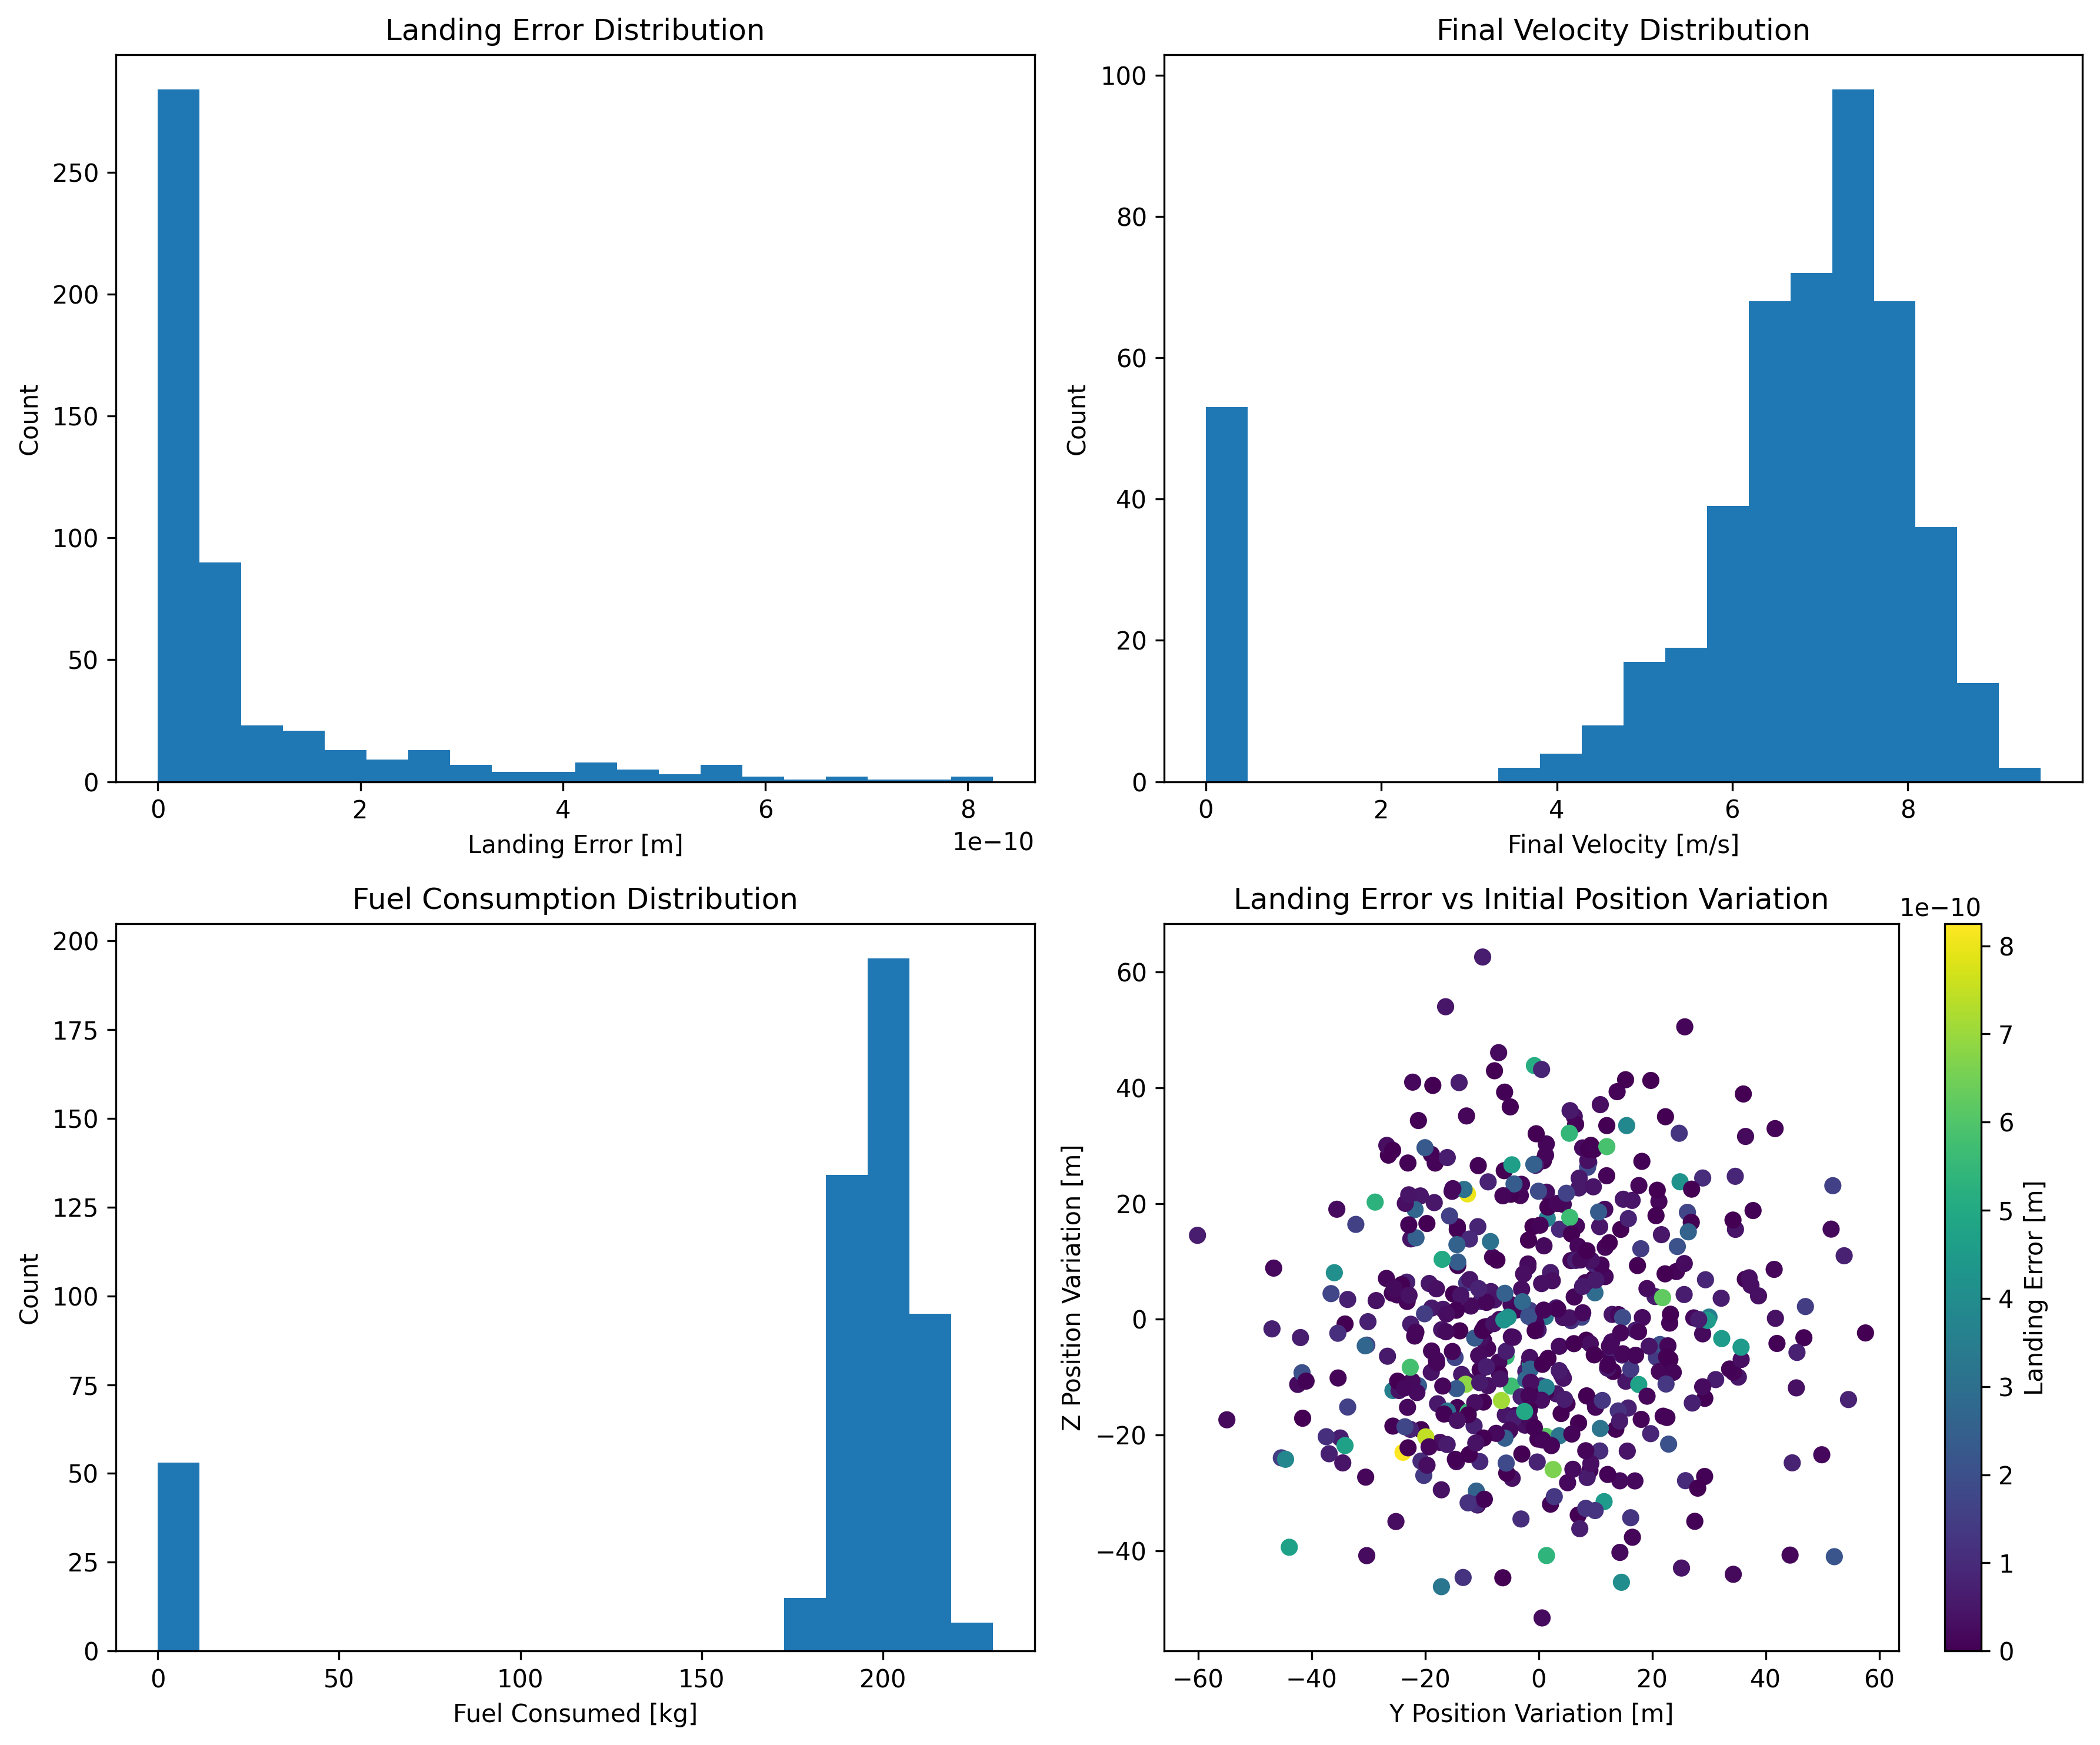 Landing Error Distribution
Count
0
50
100
150
200
250
0 2 4 6 8
1e−10
Landing Error [m]
Final Velocity Distribution
Count
0
20
40
60
80
100
0 2 4 6 8
Final Velocity [m/s]
Fuel Consumption Distribution
Count
0
25
50
75
100
125
150
175
200
0 50 100 150 200
Fuel Consumed [kg]
Landing Error vs Initial Position Variation
Z Position Variation [m]
−40
−20
0
20
40
60
−60 −40 −20 0 20 40 60
Y Position Variation [m]
1e−10
0
1
2
3
4
5
6
7
8
Landing Error [m]